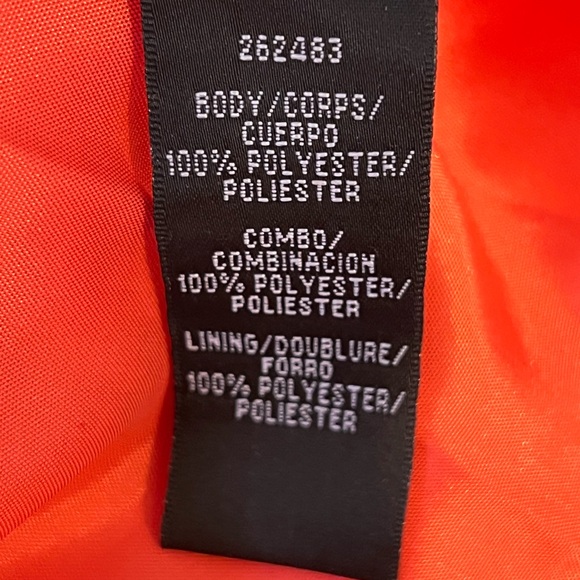 262483
BODY/CORPS/
CUERPO
100% POLYESTER/
POLIESTER
COMBO/
COMBINACION
100% POLYESTER/
POLIESTER
LINING/DOUBLURE/
FORRO
100% POLYESTER/
POLIESTER